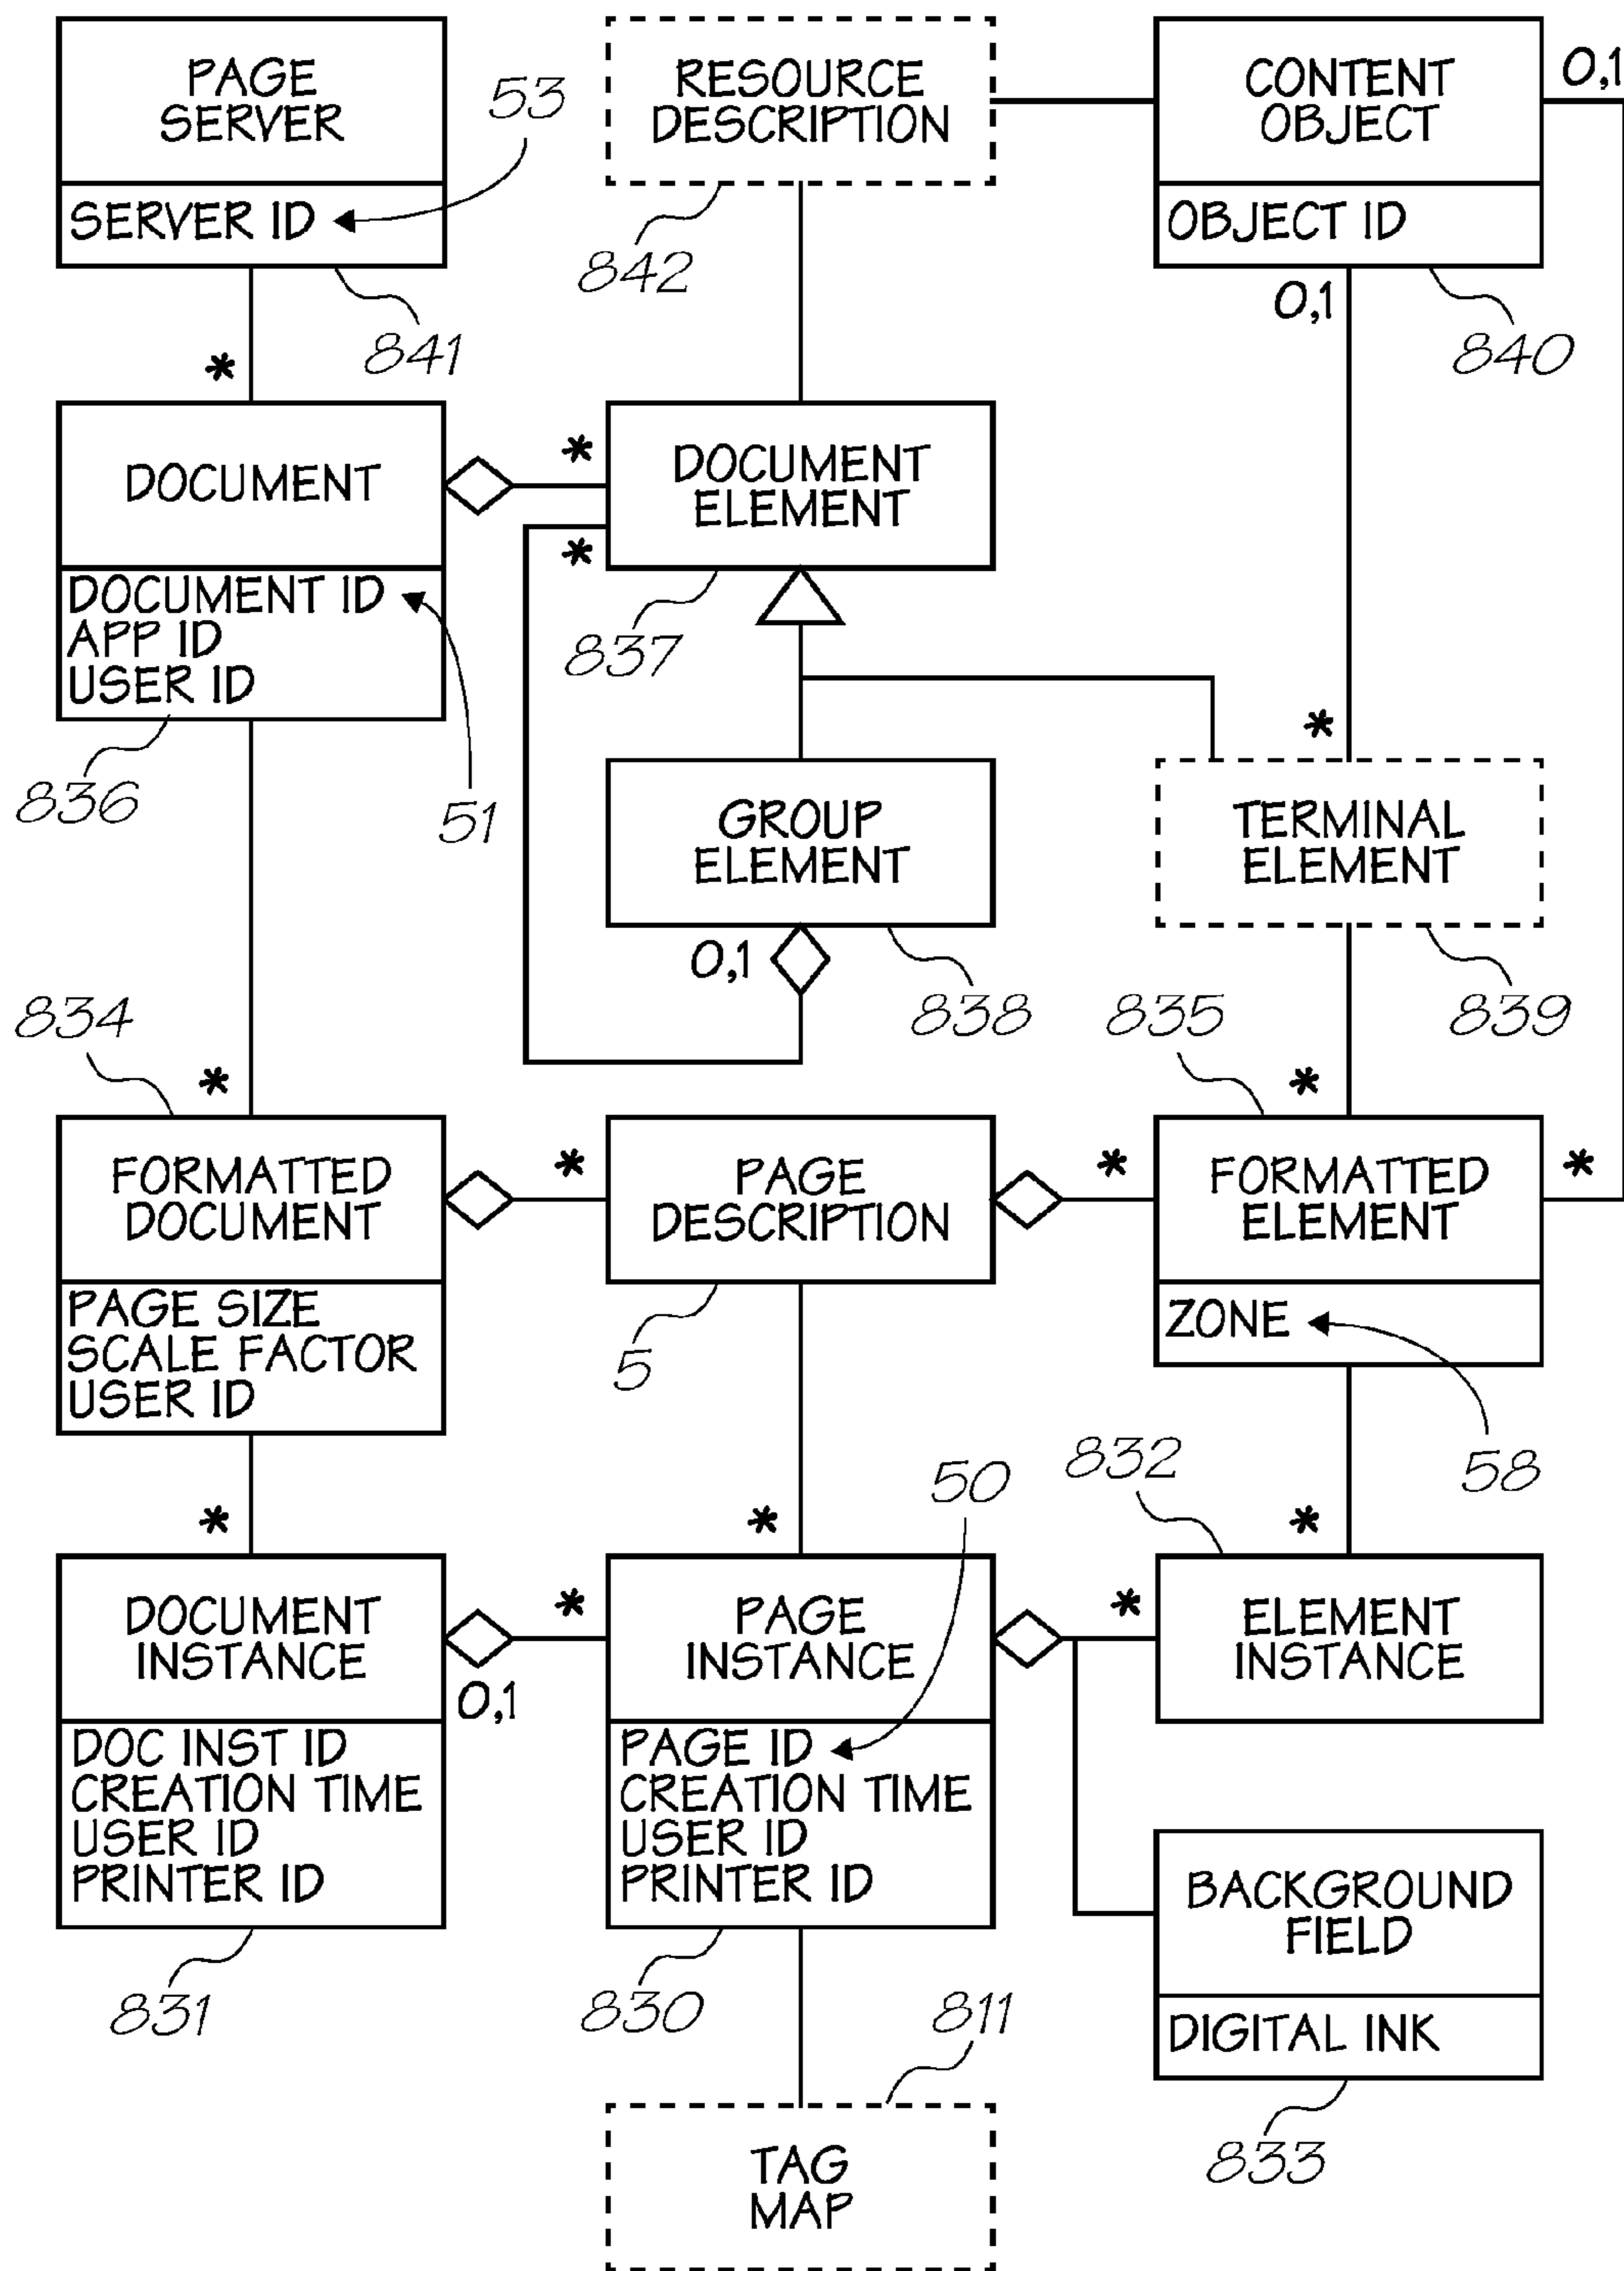 PAGE
SERVER
SERVER ID
53
841
RESOURCE
DESCRIPTION
842
CONTENT
OBJECT
OBJECT ID
0,1
0,1
840
*
DOCUMENT
DOCUMENT ID
APP ID
USER ID
836
51
*
DOCUMENT
ELEMENT
*
837
GROUP
ELEMENT
0,1
838
*
TERMINAL
ELEMENT
839
834
*
FORMATTED
DOCUMENT
PAGE SIZE
SCALE FACTOR
USER ID
*
PAGE
DESCRIPTION
5
835
*
*
FORMATTED
ELEMENT
*
ZONE
58
*
DOCUMENT
INSTANCE
0,1
DOC INST ID
CREATION TIME
USER ID
PRINTER ID
831
*
*
50
PAGE
INSTANCE
PAGE ID
CREATION TIME
USER ID
PRINTER ID
830
832
*
*
ELEMENT
INSTANCE
BACKGROUND
FIELD
DIGITAL INK
833
811
TAG
MAP